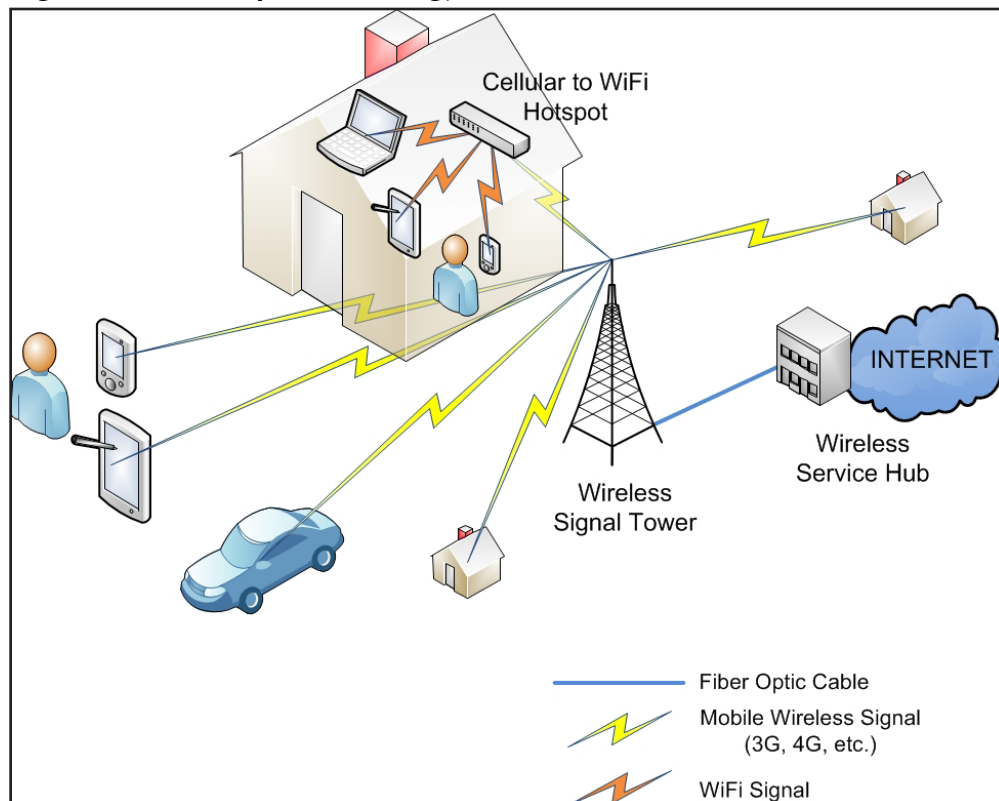 Cellular to WiFi
Hotspot
INTERNET
Wireless
Service Hub
Wireless
Signal Tower
Fiber Optic Cable
Mobile Wireless Signal
(3G, 4G, etc.)
WiFi Signal